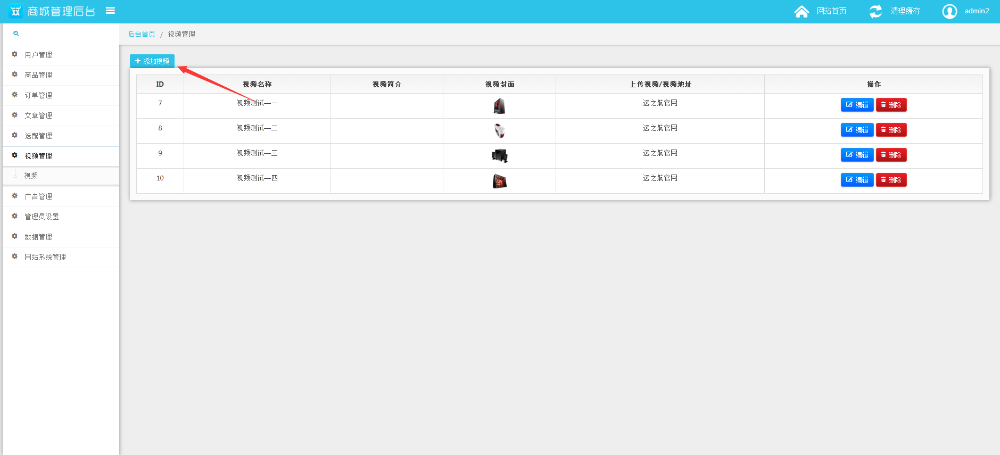 商城管理后台
网站首页 清理缓存 admin2
后台首页 / 视频管理
用户管理
商品管理
订单管理
文章管理
选配管理
视频管理
视频
广告管理
管理员设置
数据管理
网站系统管理
添加视频
ID 视频名称 视频简介 视频封面 上传视频/视频地址 操作
7 视频测试—一 远之航官网 编辑 删除
8 视频测试—二 远之航官网 编辑 删除
9 视频测试—三 远之航官网 编辑 删除
10 视频测试—四 远之航官网 编辑 删除